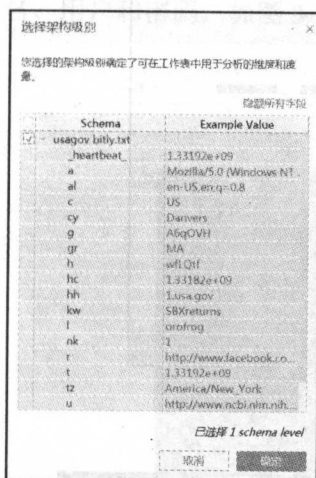 选择架构级别 ×
您选择的架构级别确定了可在工作表中用于分析的维度和度
量。
隐藏所有字段
Schema Example Value
usagov bitly.txt
_heartbeat_ 1.33192e+09
a Mozilla/5.0 (Windows NT...
al en-US,en;q=0.8
c US
cy Danvers
g A6qOVH
gr MA
h wfLQtf
hc 1.33182e+09
hh 1.usa.gov
kw SBXreturns
l orofrog
nk 1
r http://www.facebook.co...
t 1.33192e+09
tz America/New_York
u http://www.ncbi.nlm.nih....
已选择 1 schema level
取消 确定